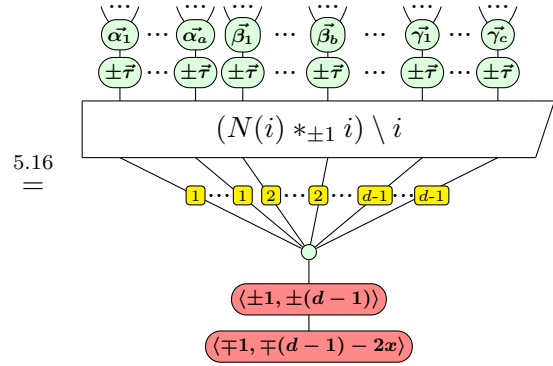 ... ... ... ... ... ...
α⃗₁ ... α⃗ₐ β⃗₁ ... β⃗_b ... γ⃗₁ ... γ⃗_c
±τ⃗ ... ±τ⃗ ±τ⃗ ... ±τ⃗ ... ±τ⃗ ... ±τ⃗
(N(i) *_{±1} i) \ i
5.16
=
1 ... 1 2 ... 2 ... d-1 ... d-1
⟨±1, ±(d − 1)⟩
⟨∓1, ∓(d − 1) − 2x⟩